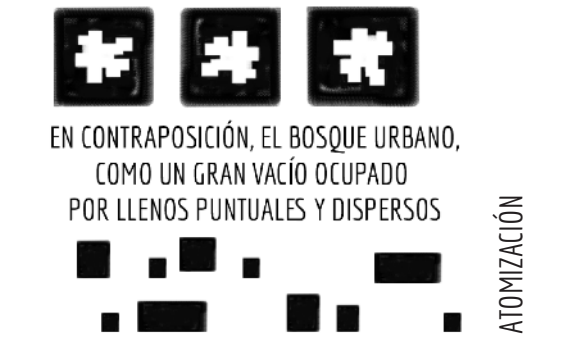 EN CONTRAPOSICIÓN, EL BOSQUE URBANO,
COMO UN GRAN VACÍO OCUPADO
POR LLENOS PUNTUALES Y DISPERSOS
ATOMIZACIÓN